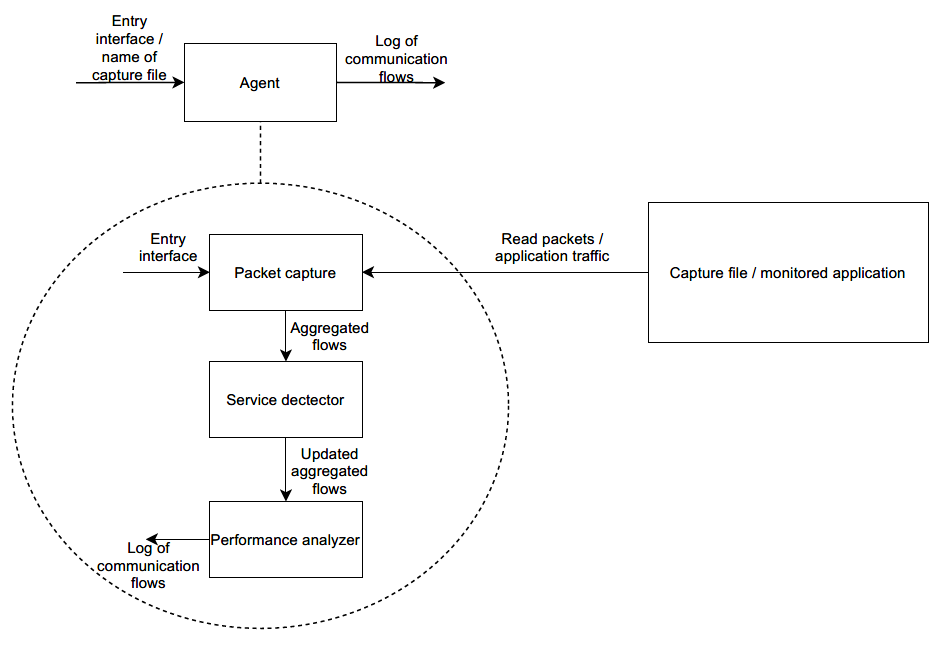 Entry
interface /
name of
capture file
Agent
Log of
communication
flows
Entry
interface
Packet capture
Read packets /
application traffic
Capture file / monitored application
Aggregated
flows
Service dectector
Updated
aggregated
flows
Performance analyzer
Log of
communication
flows